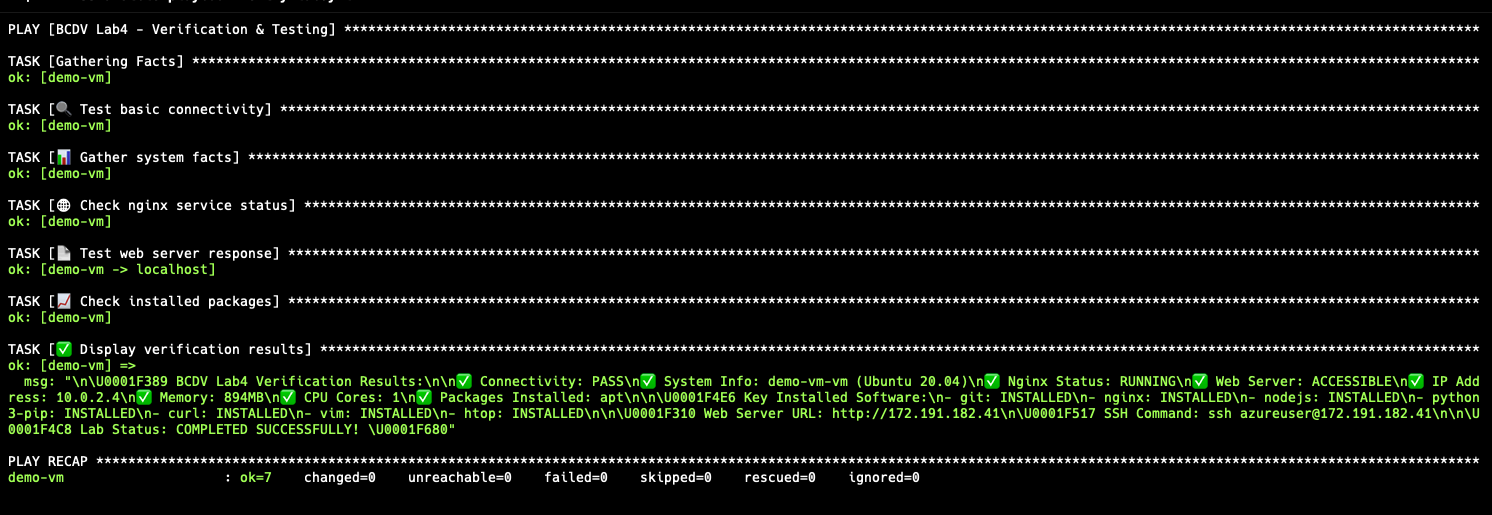 PLAY [BCDV Lab4 - Verification & Testing] **********************************************************************************************************************************************
TASK [Gathering Facts] *****************************************************************************************************************************************************************
ok: [demo-vm]
TASK [🔍 Test basic connectivity] ******************************************************************************************************************************************************
ok: [demo-vm]
TASK [📊 Gather system facts] **********************************************************************************************************************************************************
ok: [demo-vm]
TASK [🌐 Check nginx service status] ***************************************************************************************************************************************************
ok: [demo-vm]
TASK [📄 Test web server response] *****************************************************************************************************************************************************
ok: [demo-vm -> localhost]
TASK [📈 Check installed packages] *****************************************************************************************************************************************************
ok: [demo-vm]
TASK [✅ Display verification results] *************************************************************************************************************************************************
ok: [demo-vm] =>
  msg: "\n\U0001F389 BCDV Lab4 Verification Results:\n\n✅ Connectivity: PASS\n✅ System Info: demo-vm-vm (Ubuntu 20.04)\n✅ Nginx Status: RUNNING\n✅ Web Server: ACCESSIBLE\n✅ IP Add
ress: 10.0.2.4\n✅ Memory: 894MB\n✅ CPU Cores: 1\n✅ Packages Installed: apt\n\n\U0001F4E6 Key Installed Software:\n- git: INSTALLED\n- nginx: INSTALLED\n- nodejs: INSTALLED\n- python
3-pip: INSTALLED\n- curl: INSTALLED\n- vim: INSTALLED\n- htop: INSTALLED\n\n\n\U0001F310 Web Server URL: http://172.191.182.41\n\U0001F517 SSH Command: ssh azureuser@172.191.182.41\n\n\U
0001F4C8 Lab Status: COMPLETED SUCCESSFULLY! \U0001F680"
PLAY RECAP *****************************************************************************************************************************************************************************
demo-vm                    : ok=7    changed=0    unreachable=0    failed=0    skipped=0    rescued=0    ignored=0